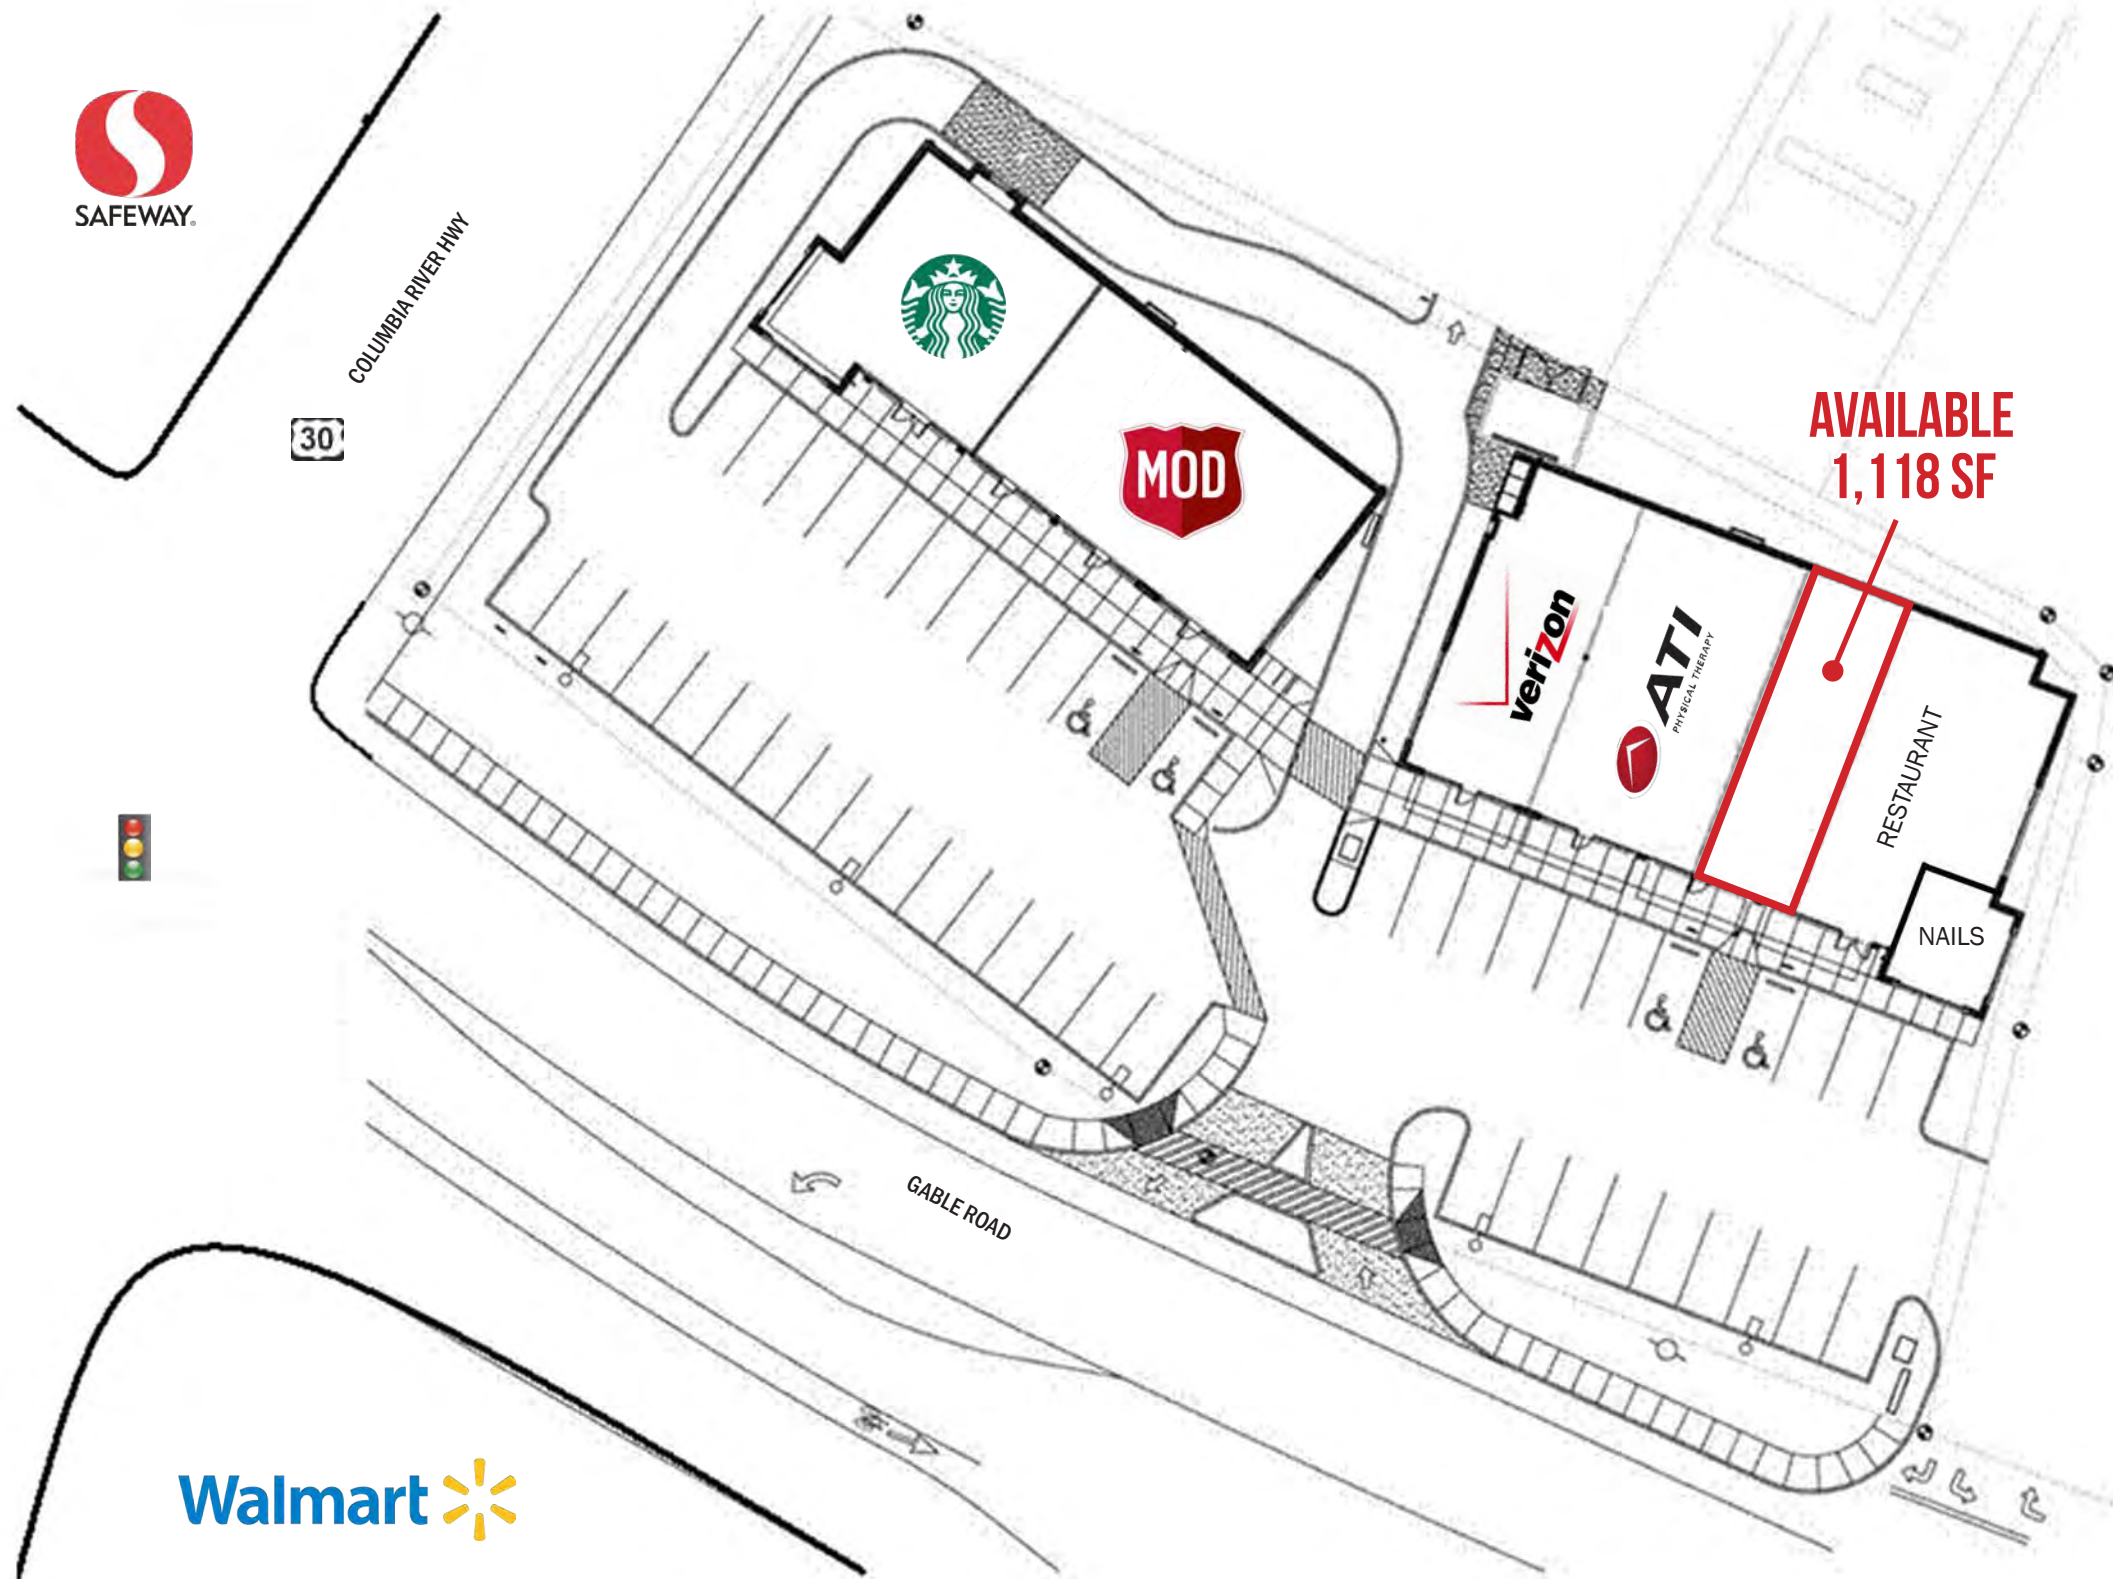 SAFEWAY.
COLUMBIA RIVER HWY
30
MOD
AVAILABLE
1,118 SF
verizon
ATI
PHYSICAL THERAPY
RESTAURANT
NAILS
GABLE ROAD
Walmart